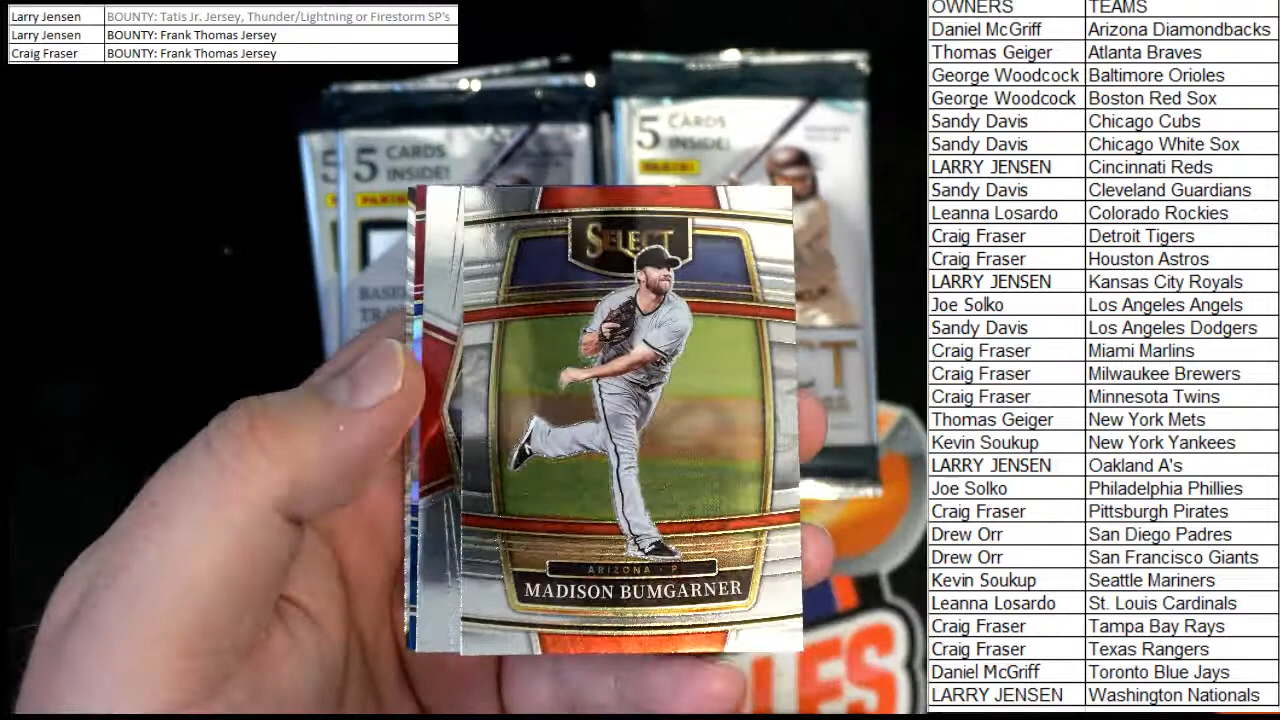 Larry Jensen BOUNTY: Tatis Jr. Jersey, Thunder/Lightning or Firestorm SP's
Larry Jensen BOUNTY: Frank Thomas Jersey
Craig Fraser BOUNTY: Frank Thomas Jersey
5
5 CARDS
INSIDE!
PANINI
5 CARDS
INSIDE!
PANINI
SELECT
ARIZONA - P
MADISON BUMGARNER
OWNERS TEAMS
Daniel McGriff Arizona Diamondbacks
Thomas Geiger Atlanta Braves
George Woodcock Baltimore Orioles
George Woodcock Boston Red Sox
Sandy Davis Chicago Cubs
Sandy Davis Chicago White Sox
LARRY JENSEN Cincinnati Reds
Sandy Davis Cleveland Guardians
Leanna Losardo Colorado Rockies
Craig Fraser Detroit Tigers
Craig Fraser Houston Astros
LARRY JENSEN Kansas City Royals
Joe Solko Los Angeles Angels
Sandy Davis Los Angeles Dodgers
Craig Fraser Miami Marlins
Craig Fraser Milwaukee Brewers
Craig Fraser Minnesota Twins
Thomas Geiger New York Mets
Kevin Soukup New York Yankees
LARRY JENSEN Oakland A's
Joe Solko Philadelphia Phillies
Craig Fraser Pittsburgh Pirates
Drew Orr San Diego Padres
Drew Orr San Francisco Giants
Kevin Soukup Seattle Mariners
Leanna Losardo St. Louis Cardinals
Craig Fraser Tampa Bay Rays
Craig Fraser Texas Rangers
Daniel McGriff Toronto Blue Jays
LARRY JENSEN Washington Nationals